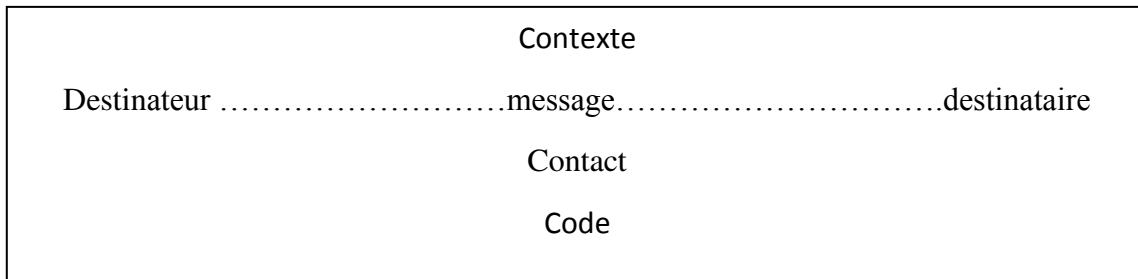 Contexte
Destinateur ………………………message………………………….destinataire
Contact
Code